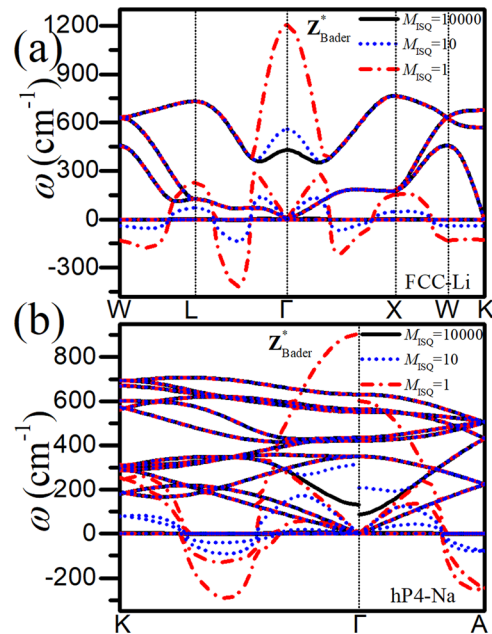 (a)
Z*Bader
MISQ=10000
MISQ=10
MISQ=1
1200
900
600
300
0
-300
ω (cm-1)
FCC-Li
W L Γ X W K
(b)
Z*Bader
MISQ=10000
MISQ=10
MISQ=1
800
600
400
200
0
-200
ω (cm-1)
hP4-Na
K Γ A